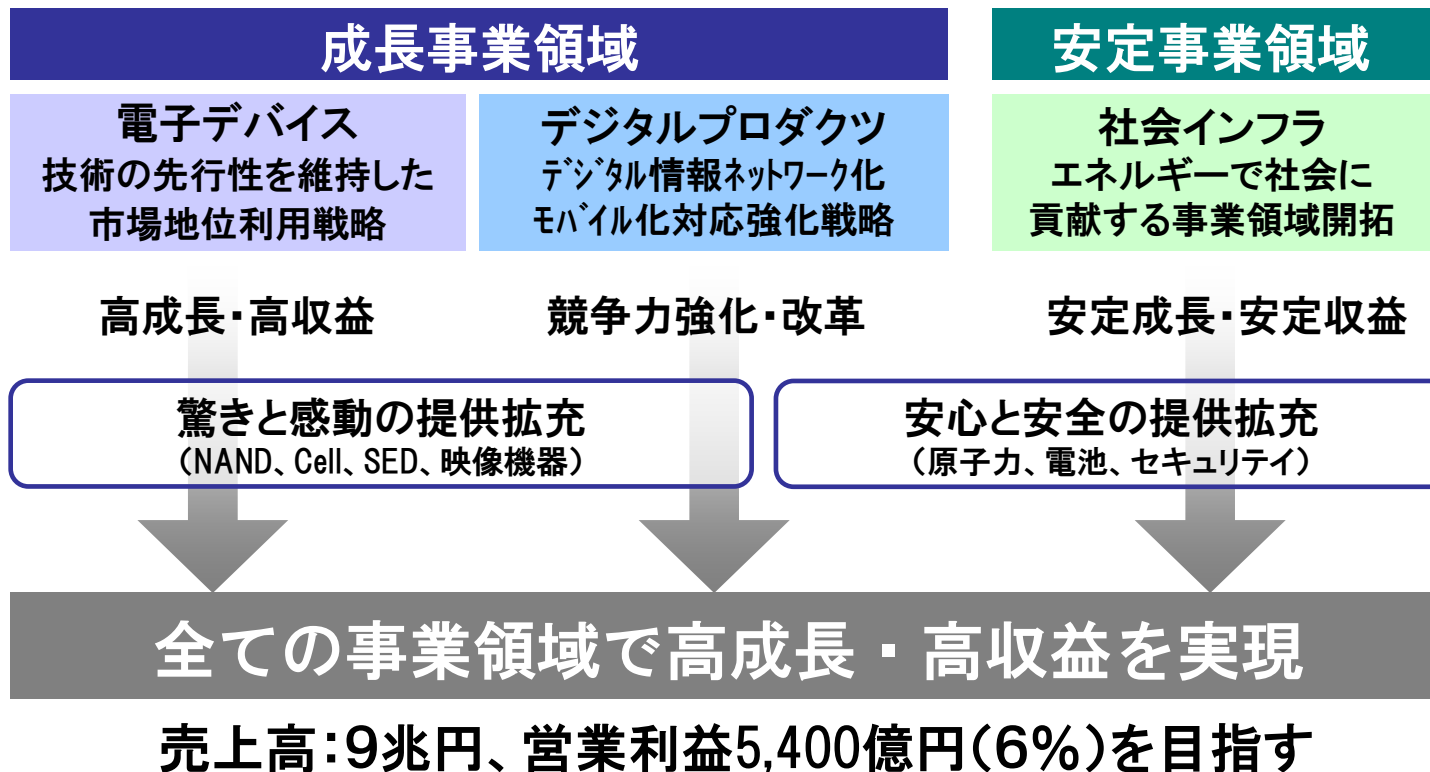 成長事業領域
安定事業領域
電子デバイス
技術の先行性を維持した
市場地位利用戦略
デジタルプロダクツ
ﾃﾞｼﾞﾀﾙ情報ﾈｯﾄﾜｰｸ化
ﾓﾊﾞｲﾙ化対応強化戦略
社会インフラ
エネルギーで社会に
貢献する事業領域開拓
高成長・高収益
競争力強化・改革
安定成長・安定収益
驚きと感動の提供拡充
（NAND、Cell、SED、映像機器）
安心と安全の提供拡充
（原子力、電池、セキュリテイ）
全ての事業領域で高成長・高収益を実現
売上高：９兆円、営業利益5,400億円（６％）を目指す